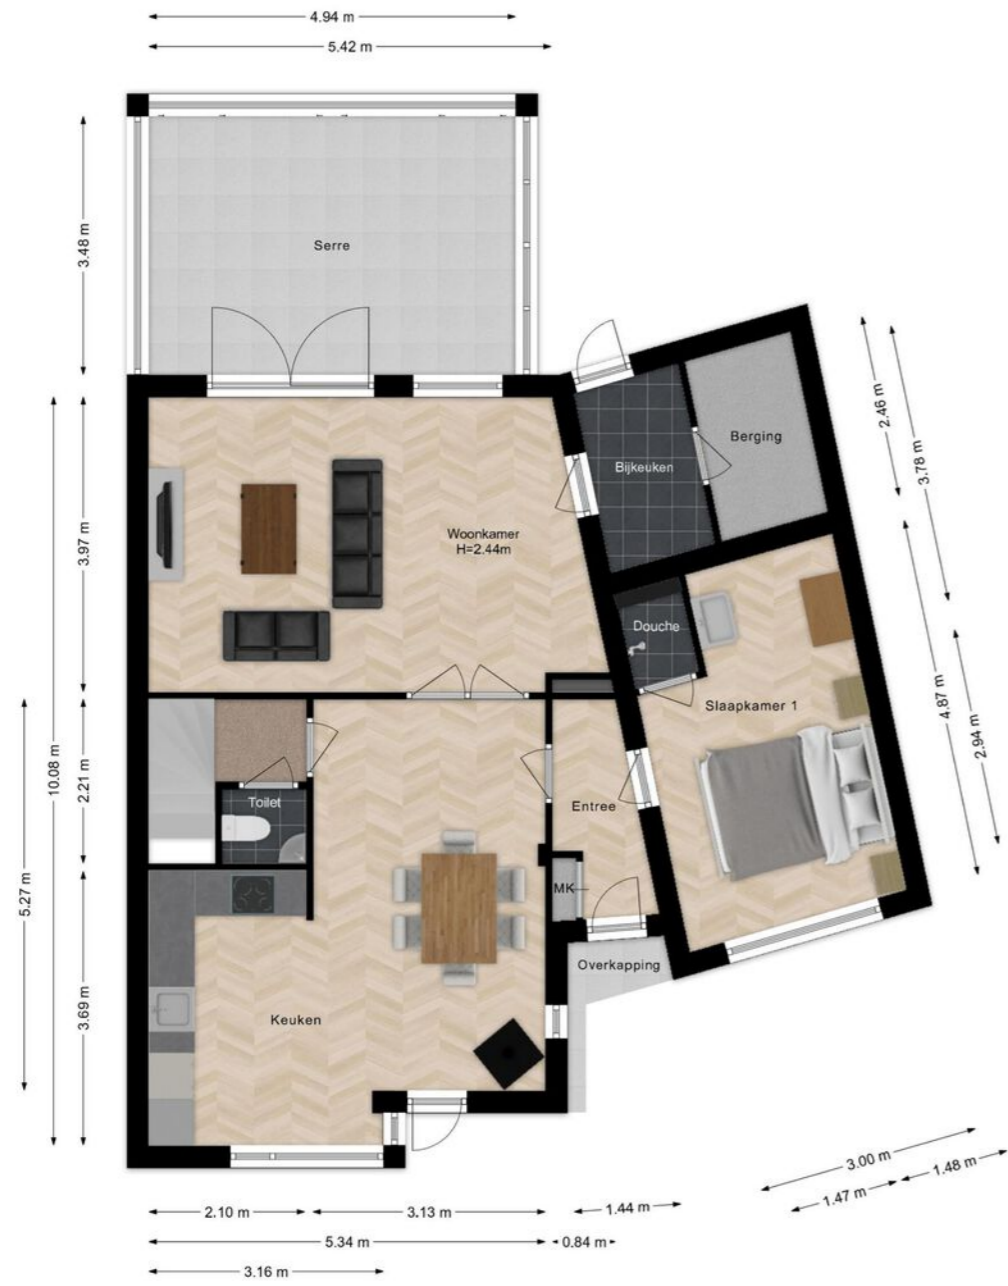 4.94 m
5.42 m
3.48 m
Serre
2.46 m
3.78 m
Berging
Bijkeuken
3.97 m
Woonkamer
H=2.44m
Douche
4.87 m
2.94 m
Slaapkamer 1
10.08 m
2.21 m
Toilet
Entree
5.27 m
MK
Overkapping
3.69 m
Keuken
3.00 m
1.47 m
1.48 m
2.10 m
3.13 m
1.44 m
5.34 m
0.84 m
3.16 m